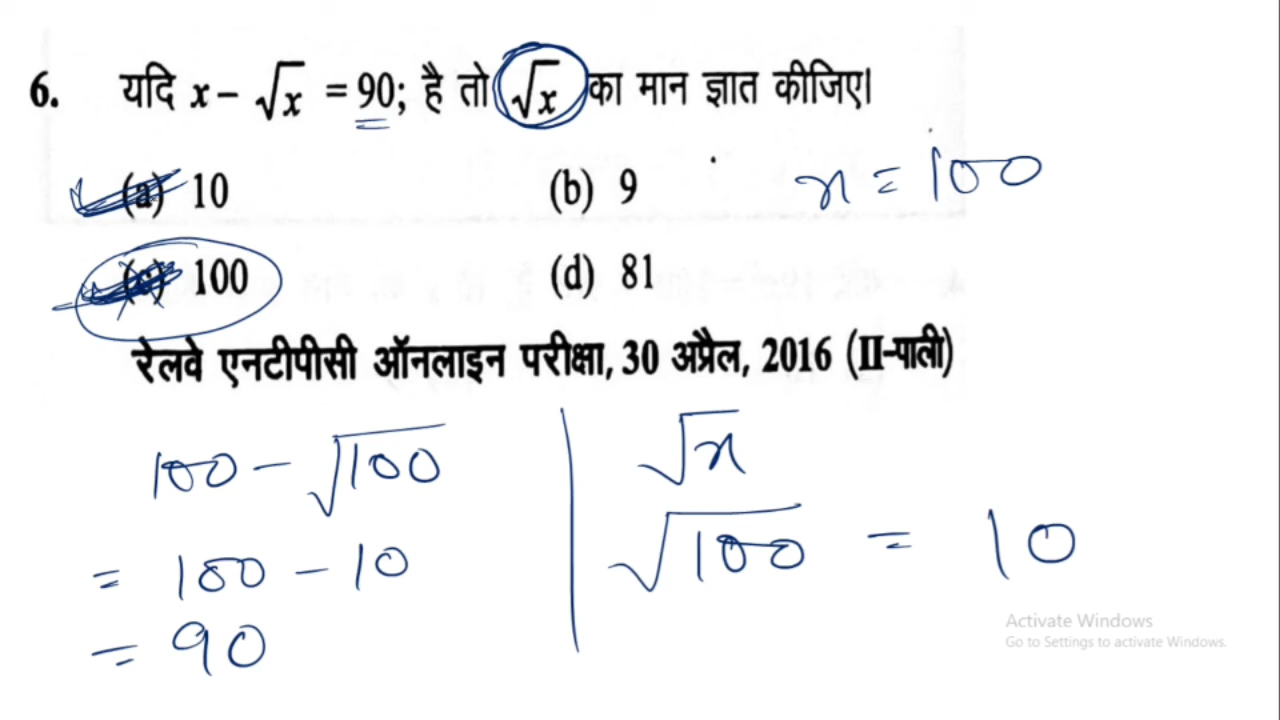 6. यदि x – √x = 90; है तो √x का मान ज्ञात कीजिए।
(a) 10 (b) 9
x = 100
(c) 100 (d) 81
रेलवे एनटीपीसी ऑनलाइन परीक्षा, 30 अप्रैल, 2016 (II-पाली)
100 – √100
= 100 – 10
= 90
√x
√100 = 10
Activate Windows
Go to Settings to activate Windows.